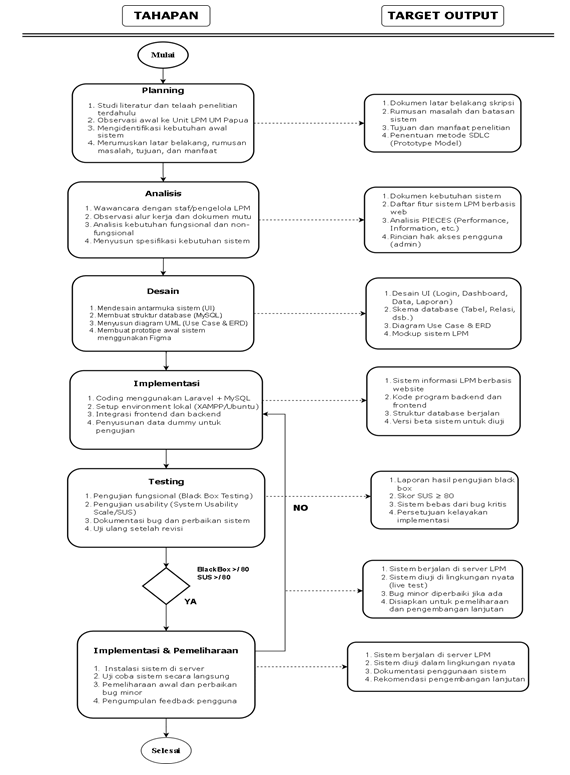 TAHAPAN
TARGET OUTPUT
Mulai
Planning
1. Studi literatur dan telaah penelitian
terdahulu
2. Observasi awal ke Unit LPM UM Papua
3. Mengidentifikasi kebutuhan awal
sistem
4. Merumuskan latar belakang, rumusan
masalah, tujuan, dan manfaat
1. Dokumen latar belakang skripsi
2. Rumusan masalah dan batasan
sistem
3. Tujuan dan manfaat penelitian
4. Penentuan metode SDLC
(Prototype Model)
Analisis
1. Wawancara dengan staf/pengelola LPM
2. Observasi alur kerja dan dokumen mutu
3. Analisis kebutuhan fungsional dan non-
fungsional
4. Menyusun spesifikasi kebutuhan sistem
1. Dokumen kebutuhan sistem
2. Daftar fitur sistem LPM berbasis
web
3. Analisis PIECES (Performance,
Information, etc.)
4. Rincian hak akses pengguna
(admin)
Desain
1. Mendesain antarmuka sistem (UI)
2. Membuat struktur database (MySQL)
3. Menyusun diagram UML (Use Case & ERD)
4. Membuat prototipe awal sistem
menggunakan Figma
1. Desain UI (Login, Dashboard,
Data, Laporan)
2. Skema database (Tabel, Relasi,
dsb.)
3. Diagram Use Case & ERD
4. Mockup sistem LPM
Implementasi
1. Coding menggunakan Laravel + MySQL
2. Setup environment lokal (XAMPP/Ubuntu)
3. Integrasi frontend dan backend
4. Penyusunan data dummy untuk
pengujian
1. Sistem informasi LPM berbasis
website
2. Kode program backend dan
frontend
3. Struktur database berjalan
4. Versi beta sistem untuk diuji
Testing
1. Pengujian fungsional (Black Box Testing)
2. Pengujian usability (System Usability
Scale/SUS)
3. Dokumentasi bug dan perbaikan sistem
4. Uji ulang setelah revisi
NO
1. Laporan hasil pengujian black
box
2. Skor SUS ≥ 80
3. Sistem bebas dari bug kritis
4. Persetujuan kelayakan
implementasi
BlackBox >/ 80
SUS >/ 80
YA
1. Sistem berjalan di server LPM
2. Sistem diuji di lingkungan nyata
(live test)
3. Bug minor diperbaiki jika ada
4. Disiapkan untuk pemeliharaan
dan pengembangan lanjutan
Implementasi & Pemeliharaan
1. Instalasi sistem di server
2. Uji coba sistem secara langsung
3. Pemeliharaan awal dan perbaikan
bug minor
4. Pengumpulan feedback pengguna
1. Sistem berjalan di server LPM
2. Sistem diuji dalam lingkungan nyata
3. Dokumentasi penggunaan sistem
4. Rekomendasi pengembangan lanjutan
Selesai